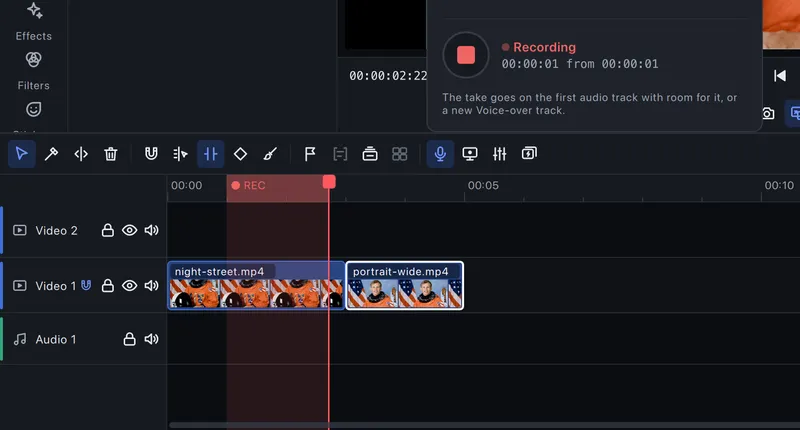 Effects
Filters
Recording
00:00:01 from 00:00:01
00:00:02:22
The take goes on the first audio track with room for it, or
a new Voice-over track.
00:00
REC
00:05
00:10
Video 2
night-street.mp4
portrait-wide.mp4
Video 1
Audio 1